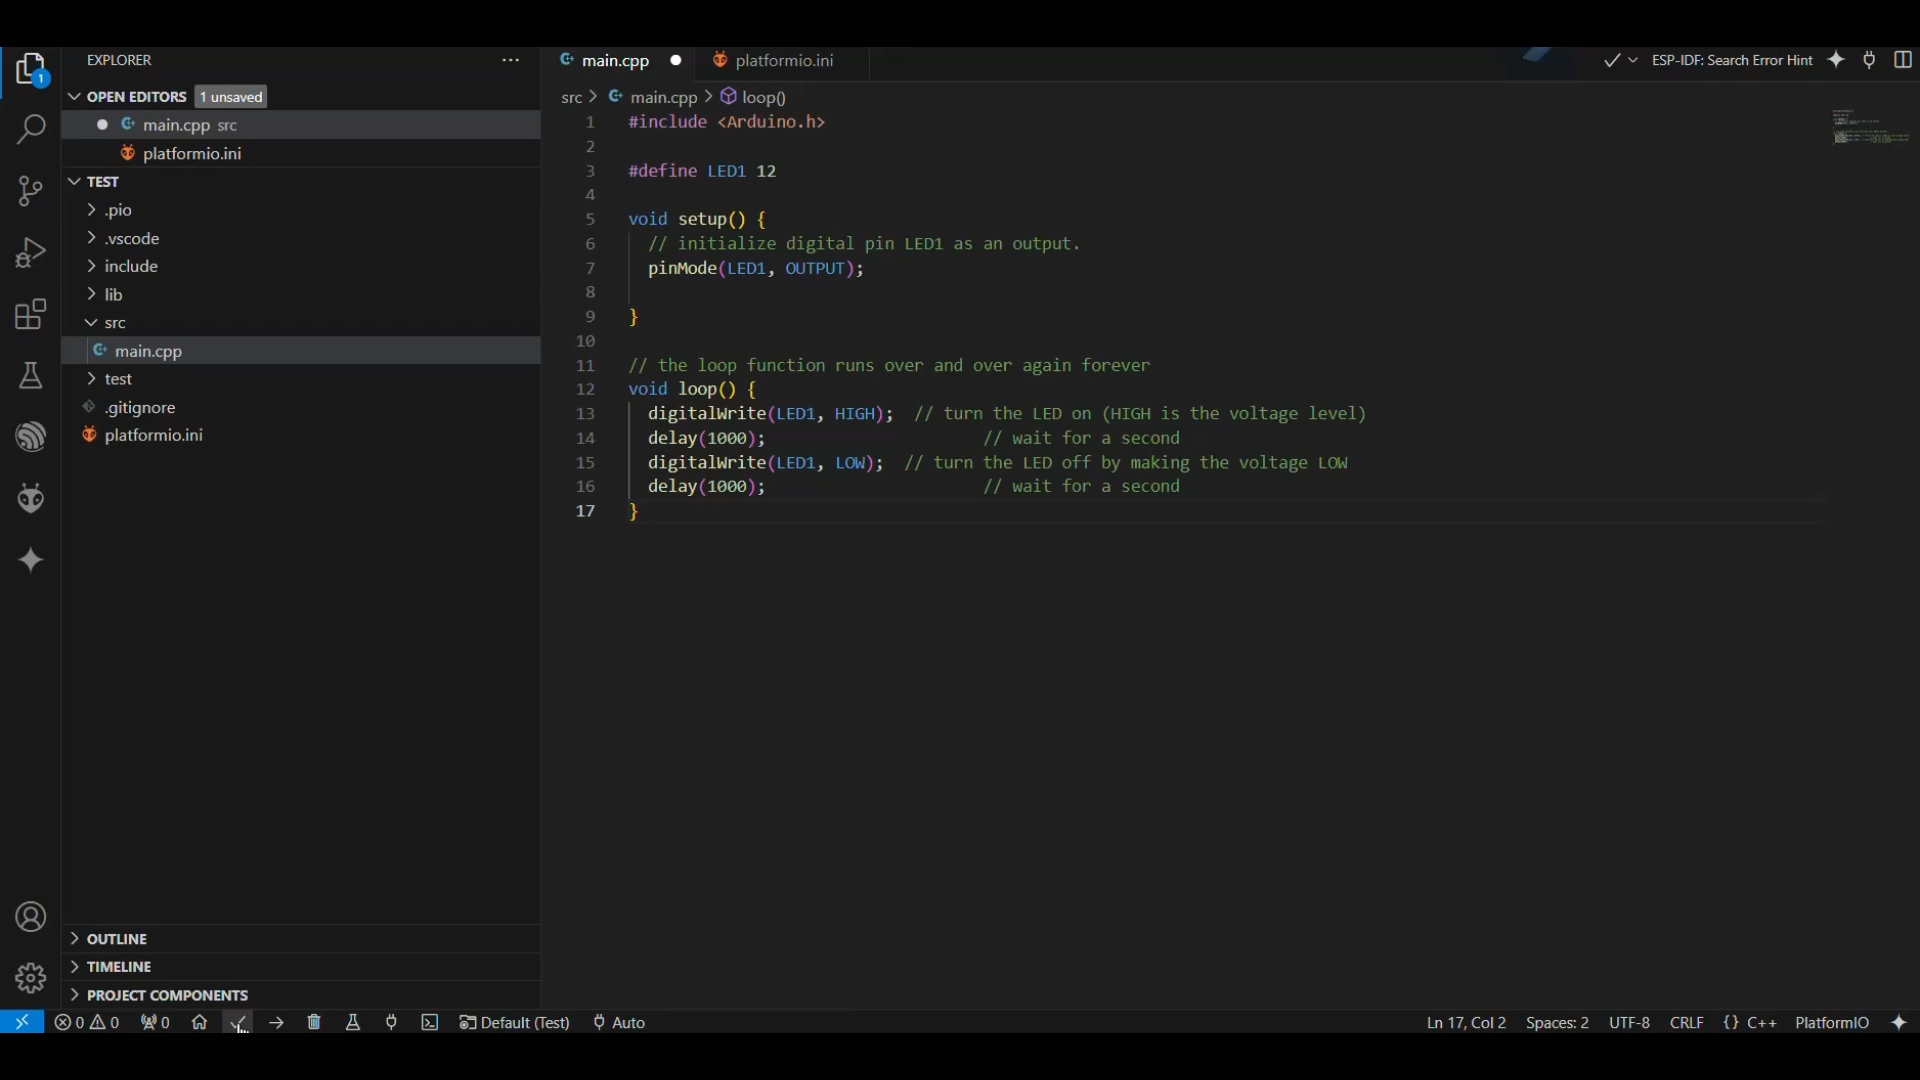 EXPLORER
OPEN EDITORS 1 unsaved
main.cpp src
platformio.ini
TEST
.pio
.vscode
include
lib
src
main.cpp
test
.gitignore
platformio.ini
OUTLINE
TIMELINE
PROJECT COMPONENTS
1
main.cpp platformio.ini
ESP-IDF: Search Error Hint
src > main.cpp > loop()
1 #include <Arduino.h>
2
3 #define LED1 12
4
5 void setup() {
6 // initialize digital pin LED1 as an output.
7 pinMode(LED1, OUTPUT);
8
9 }
10
11 // the loop function runs over and over again forever
12 void loop() {
13 digitalWrite(LED1, HIGH); // turn the LED on (HIGH is the voltage level)
14 delay(1000); // wait for a second
15 digitalWrite(LED1, LOW); // turn the LED off by making the voltage LOW
16 delay(1000); // wait for a second
17 }
0 0 0 Default (Test) Auto Ln 17, Col 2 Spaces: 2 UTF-8 CRLF {} C++ PlatformIO